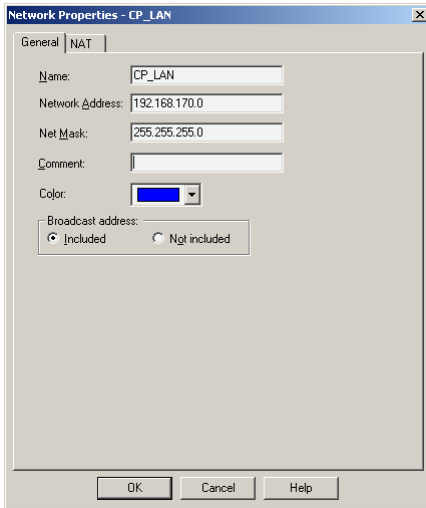 Network Properties - CP_LAN
General NAT
Name: CP_LAN
Network Address: 192.168.170.0
Net Mask: 255.255.255.0
Comment:
Color:
Broadcast address:
Included Not included
OK Cancel Help